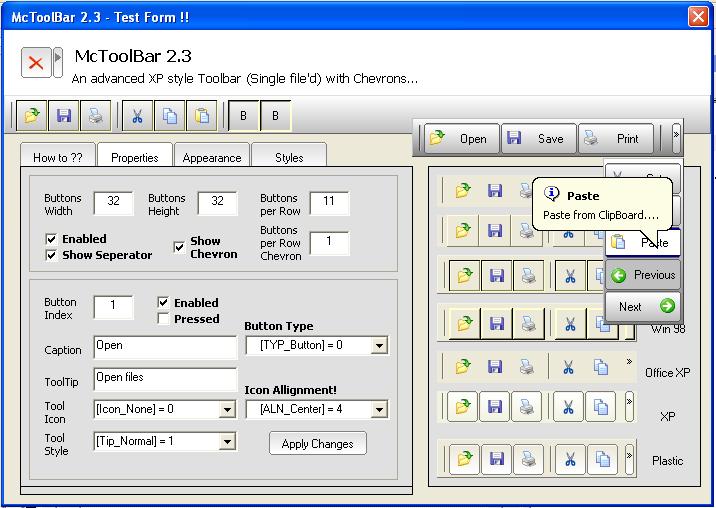 McToolBar 2.3 - Test Form !!
McToolBar 2.3
An advanced XP style Toolbar (Single file'd) with Chevrons...
B B
Open Save Print »
How to ?? Properties Appearance Styles
Buttons Width 32
Buttons Height 32
Buttons per Row 11
Enabled
Show Seperator
Show Chevron
Buttons per Row Chevron 1
Button Index 1
Enabled
Pressed
Caption Open
Button Type
[TYP_Button] = 0
ToolTip Open files
Icon Allignment!
[ALN_Center] = 4
Tool Icon [Icon_None] = 0
Tool Style [Tip_Normal] = 1
Apply Changes
Paste
Paste from ClipBoard....
Paste
Previous
Next
Win 98
»
Office XP
»
XP
»
Plastic